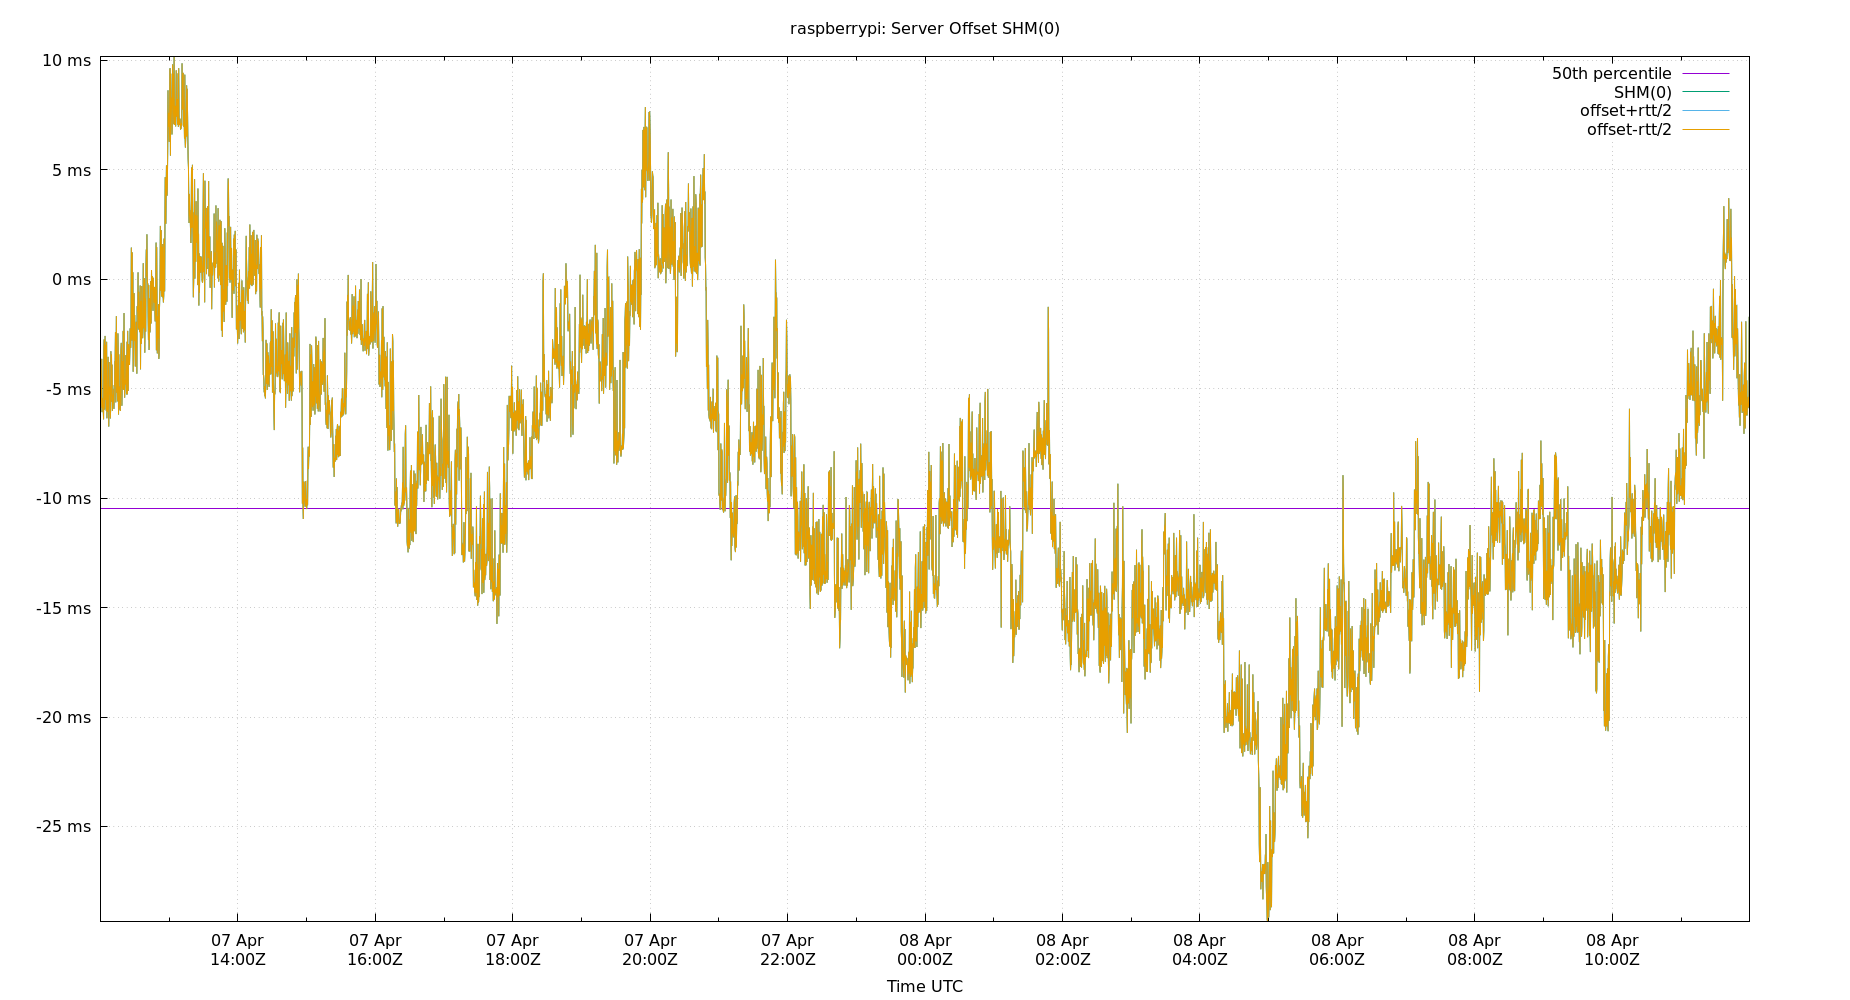 raspberrypi: Server Offset SHM(0)
10 ms
5 ms
0 ms
-5 ms
-10 ms
-15 ms
-20 ms
-25 ms
50th percentile
SHM(0)
offset+rtt/2
offset-rtt/2
07 Apr
14:00Z
07 Apr
16:00Z
07 Apr
18:00Z
07 Apr
20:00Z
07 Apr
22:00Z
08 Apr
00:00Z
08 Apr
02:00Z
08 Apr
04:00Z
08 Apr
06:00Z
08 Apr
08:00Z
08 Apr
10:00Z
Time UTC